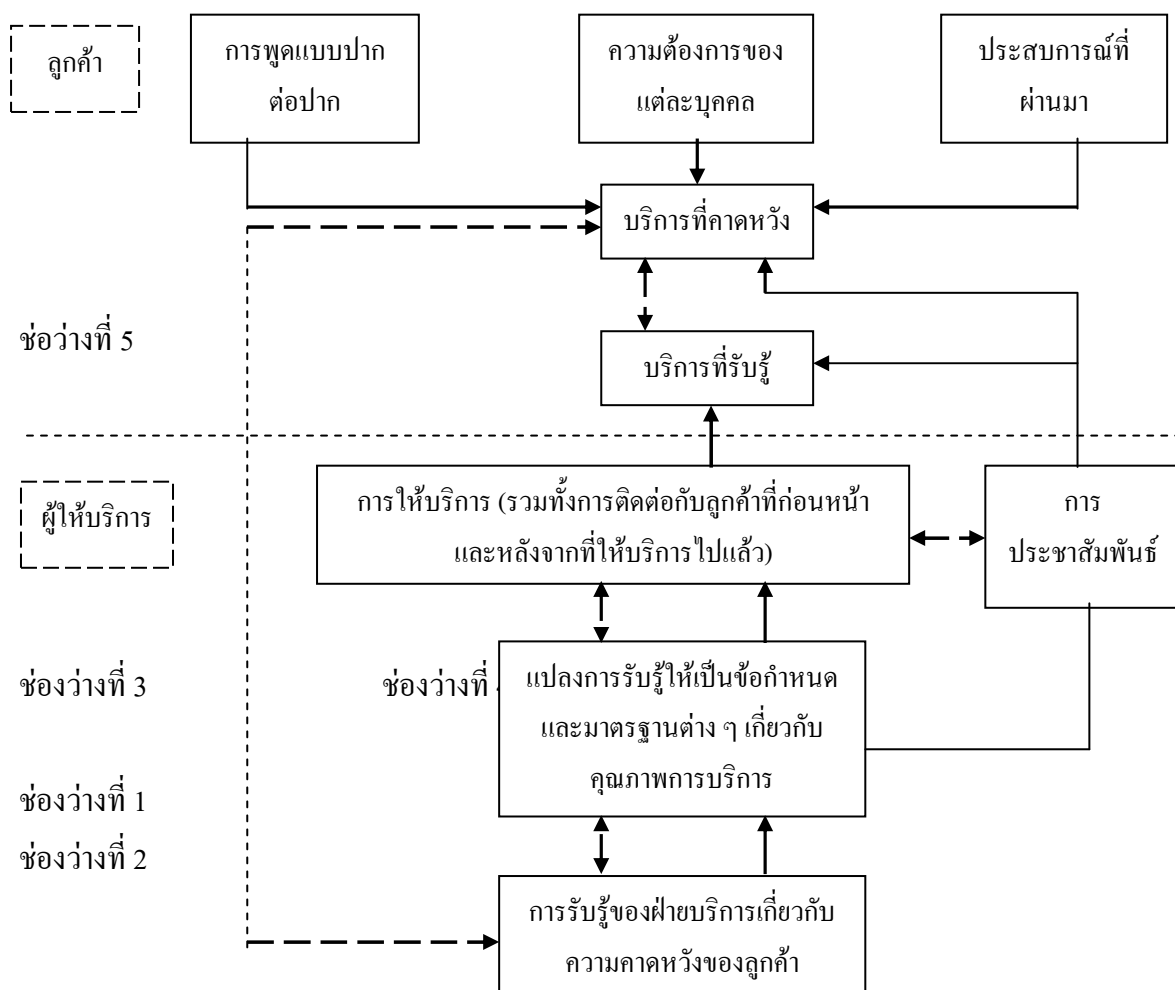 ลูกค้า
การพูดแบบปาก
ต่อปาก
ความต้องการของ
แต่ละบุคคล
ประสบการณ์ที่
ผ่านมา
บริการที่คาดหวัง
ช่อว่างที่ 5
บริการที่รับรู้
ผู้ให้บริการ
การให้บริการ (รวมทั้งการติดต่อกับลูกค้าที่ก่อนหน้า
และหลังจากที่ให้บริการไปแล้ว)
การ
ประชาสัมพันธ์
ช่องว่างที่ 3
ช่องว่างที่
แปลงการรับรู้ให้เป็นข้อกำหนด
และมาตรฐานต่าง ๆ เกี่ยวกับ
คุณภาพการบริการ
ช่องว่างที่ 1
ช่องว่างที่ 2
การรับรู้ของฝ่ายบริการเกี่ยวกับ
ความคาดหวังของลูกค้า